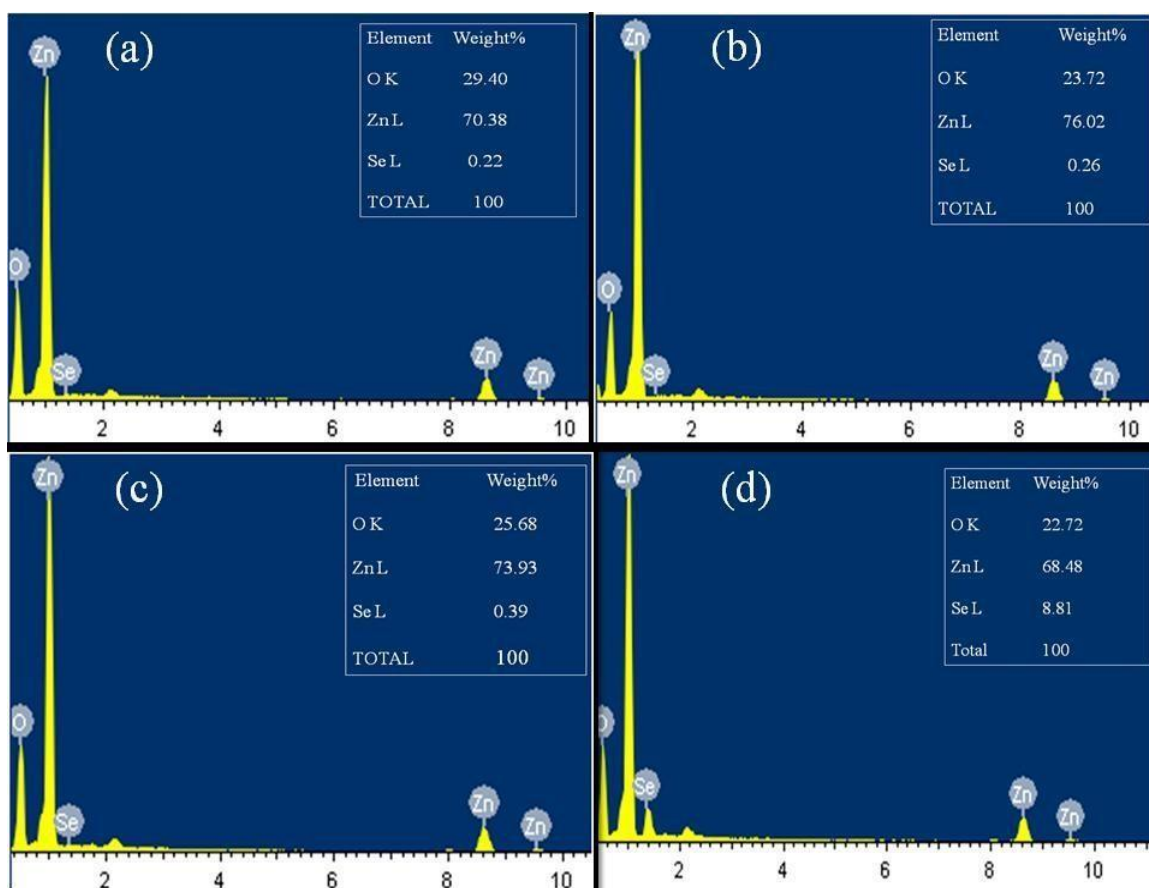 (a)
Element Weight%
O K 29.40
Zn L 70.38
Se L 0.22
TOTAL 100
Zn
O
Se
Zn
Zn
2 4 6 8 10
(b)
Element Weight%
O K 23.72
Zn L 76.02
Se L 0.26
TOTAL 100
Zn
O
Se
Zn
Zn
2 4 6 8 10
(c)
Element Weight%
O K 25.68
Zn L 73.93
Se L 0.39
TOTAL 100
Zn
O
Se
Zn
Zn
2 4 6 8 10
(d)
Element Weight%
O K 22.72
Zn L 68.48
Se L 8.81
Total 100
Zn
O
Se
Zn
Zn
2 4 6 8 10